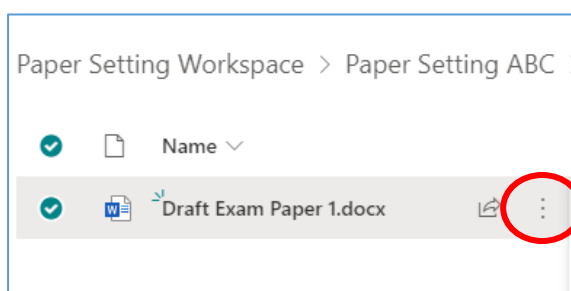 Paper Setting Workspace > Paper Setting ABC
Name
Draft Exam Paper 1.docx